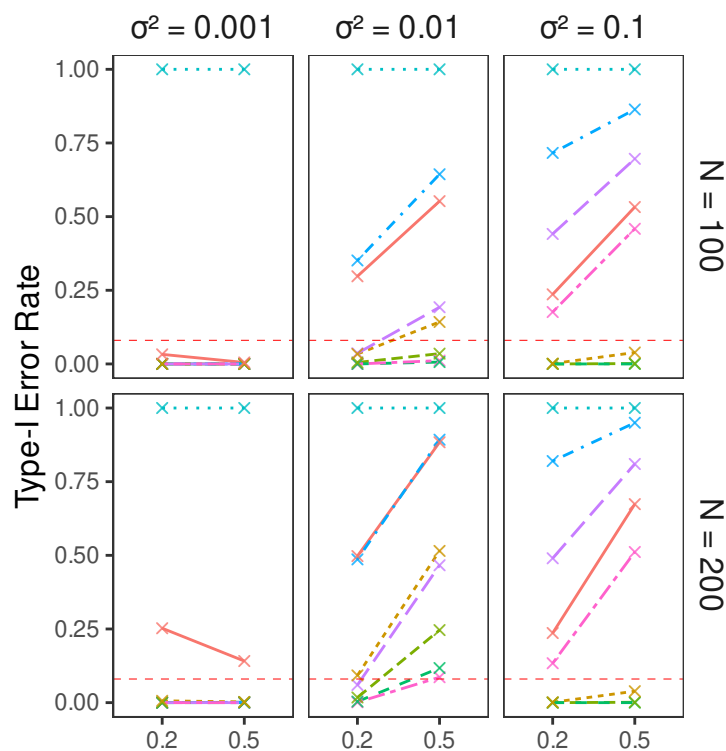 σ² = 0.001 σ² = 0.01 σ² = 0.1
Type-I Error Rate
1.00
0.75
0.50
0.25
0.00
N = 100
1.00
0.75
0.50
0.25
0.00
N = 200
0.2 0.5 0.2 0.5 0.2 0.5